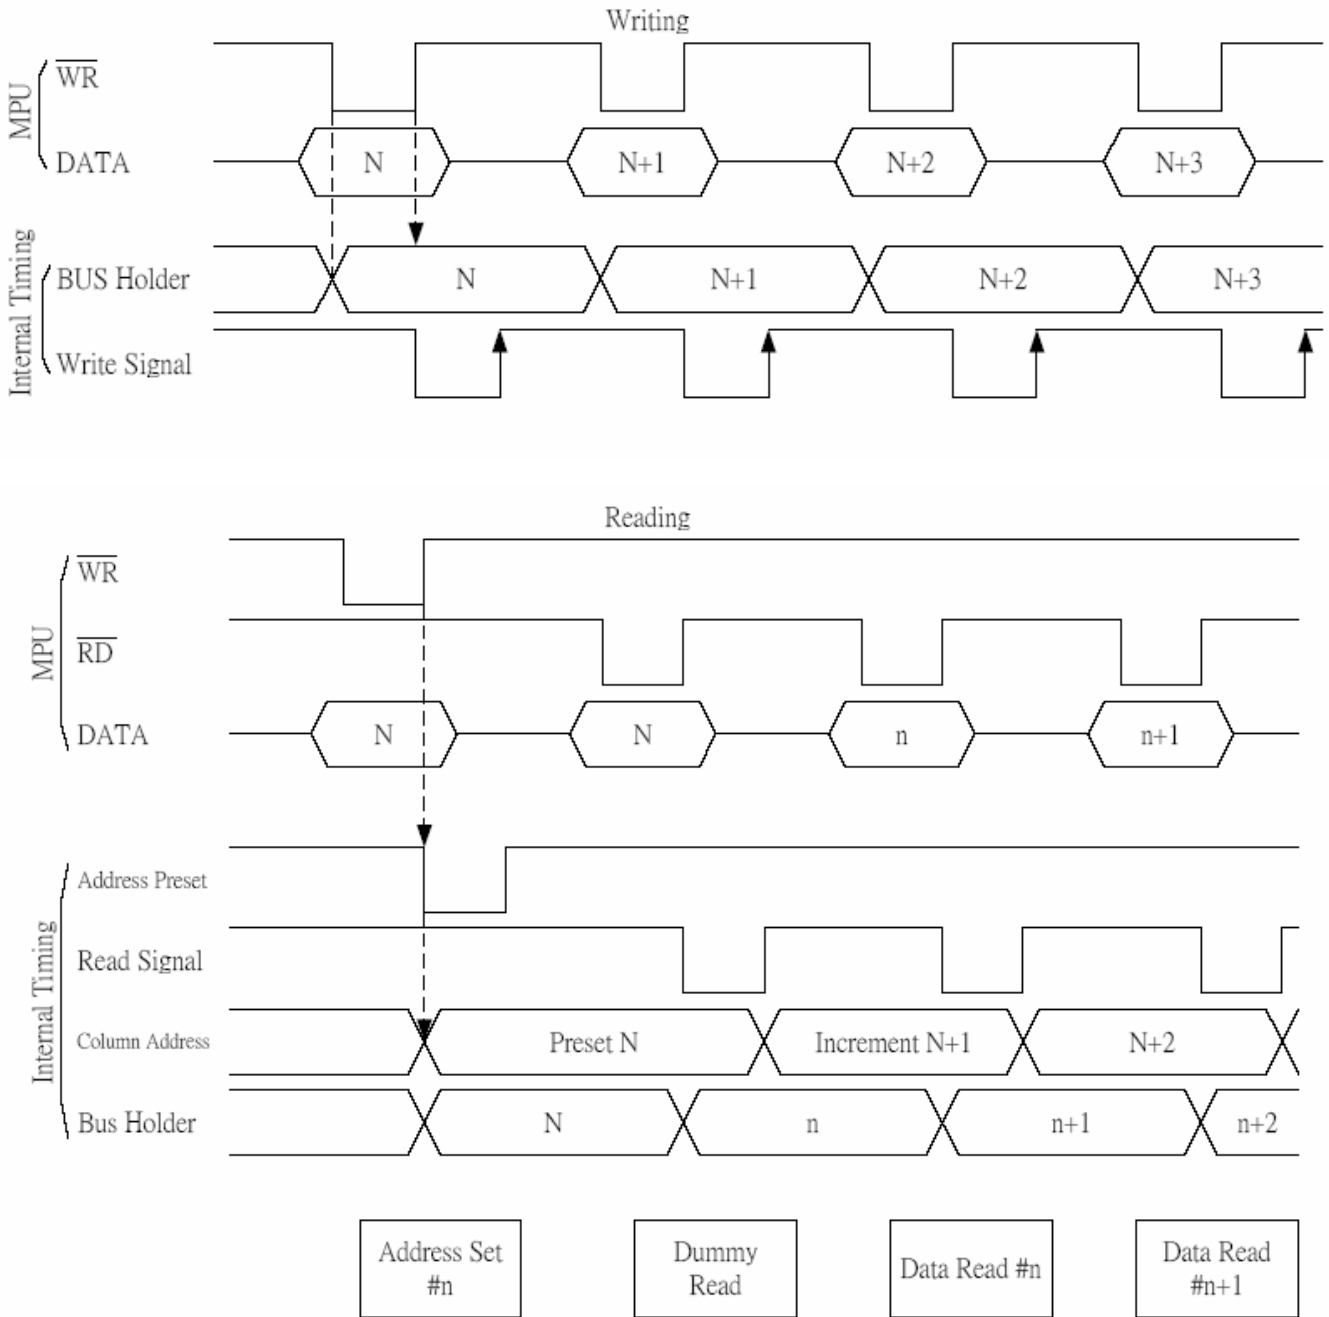 Writing
MPU
WR
DATA
N
N+1
N+2
N+3
Internal Timing
BUS Holder
N
N+1
N+2
N+3
Write Signal
Reading
MPU
WR
RD
DATA
N
N
n
n+1
Internal Timing
Address Preset
Read Signal
Column Address
Preset N
Increment N+1
N+2
Bus Holder
N
n
n+1
n+2
Address Set
#n
Dummy
Read
Data Read #n
Data Read
#n+1